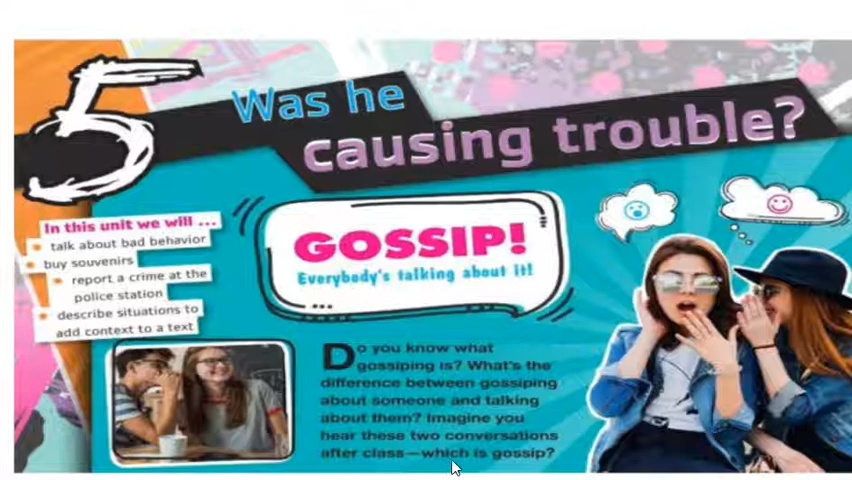 5
Was he
causing trouble?
In this unit we will ...
talk about bad behavior
buy souvenirs
report a crime at the
police station
describe situations to
add context to a text
GOSSIP!
Everybody's talking about it!
...
Do you know what
gossiping is? What's the
difference between gossiping
about someone and talking
about them? Imagine you
hear these two conversations
after class—which is gossip?